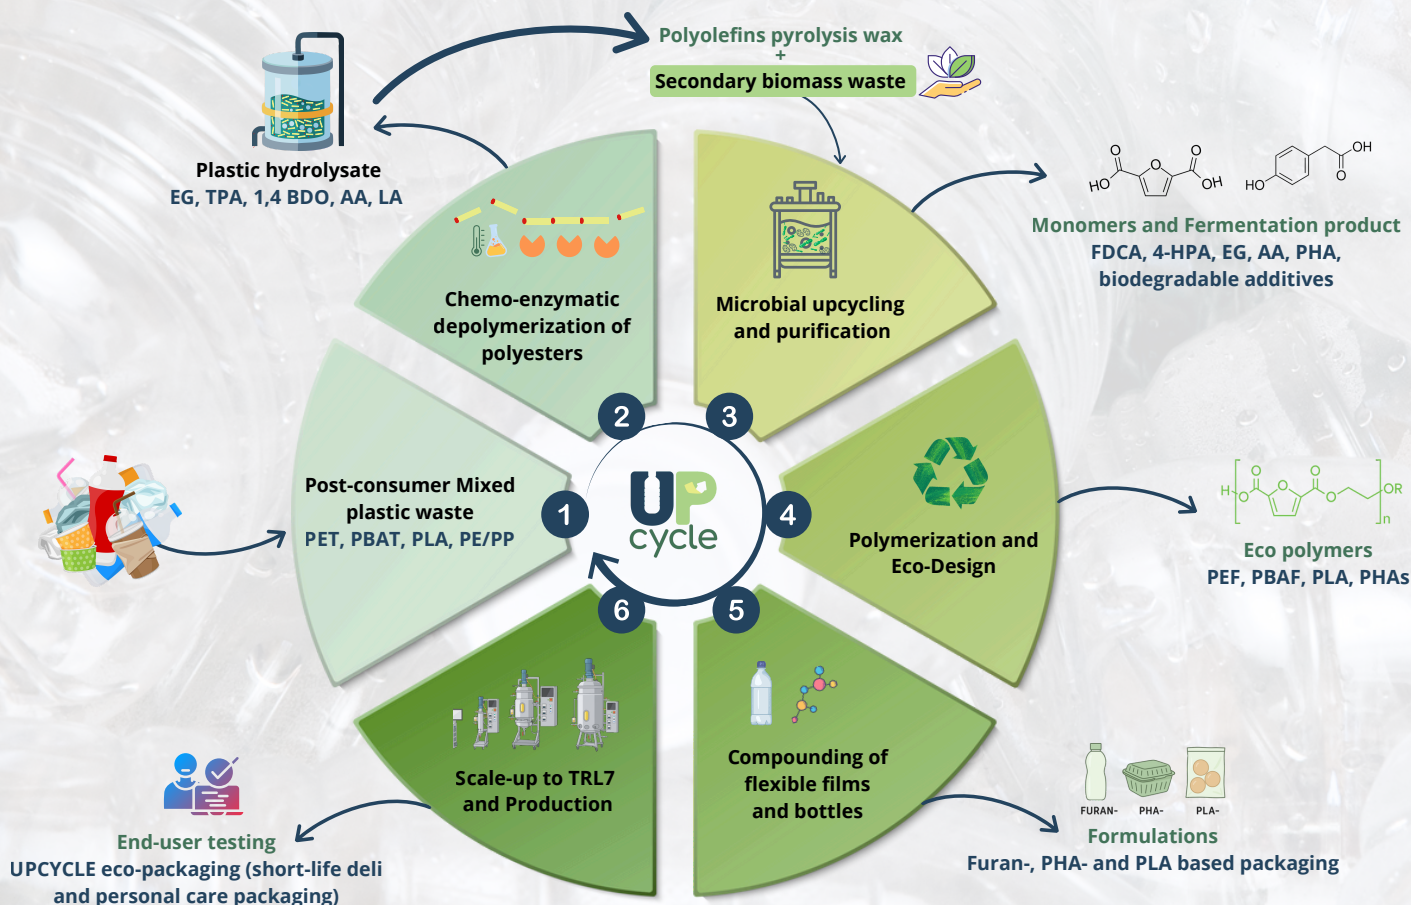 Polyolefins pyrolysis wax
+
Secondary biomass waste
Plastic hydrolysate
EG, TPA, 1,4 BDO, AA, LA
Chemo-enzymatic
depolymerization of
polyesters
2
Microbial upcycling
and purification
3
O
O
O
HO
OH
OH
O
HO
Monomers and Fermentation product
FDCA, 4-HPA, EG, AA, PHA,
biodegradable additives
Post-consumer Mixed
plastic waste
PET, PBAT, PLA, PE/PP
1
UP
cycle
4
Polymerization and
Eco-Design
O
O
O
H
O
O
OR
n
Eco polymers
PEF, PBAF, PLA, PHAs
6
Scale-up to TRL7
and Production
5
Compounding of
flexible films
and bottles
End-user testing
UPCYCLE eco-packaging (short-life deli
and personal care packaging)
FURAN- PHA- PLA-
Formulations
Furan-, PHA- and PLA based packaging